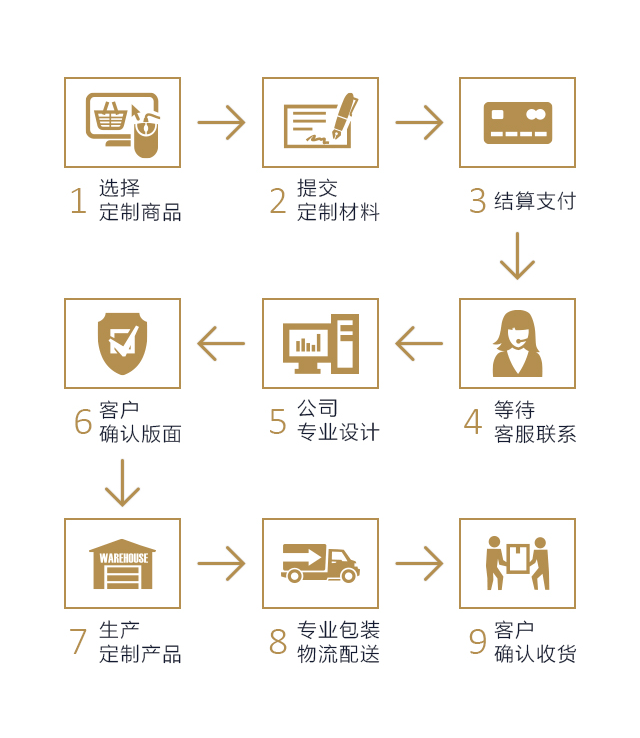 1 选择
定制商品
2 提交
定制材料
3 结算支付
4 等待
客服联系
5 公司
专业设计
6 客户
确认版面
WAREHOUSE
7 生产
定制产品
8 专业包装
物流配送
9 客户
确认收货